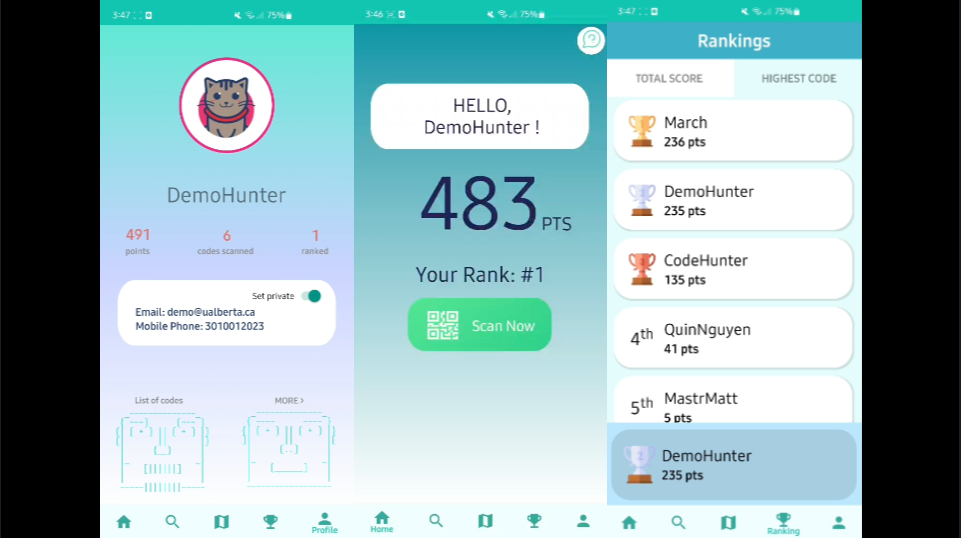 3:47
75%
DemoHunter
491
6
1
points
codes scanned
ranked
Set private
Email: demo@ualberta.ca
Mobile Phone: 3010012023
List of codes
MORE >
Profile
3:46
75%
HELLO,
DemoHunter !
483 PTS
Your Rank: #1
Scan Now
Home
3:47
75%
Rankings
TOTAL SCORE
HIGHEST CODE
March
236 pts
DemoHunter
235 pts
CodeHunter
135 pts
4th
QuinNguyen
41 pts
5th
MastrMatt
5 pts
DemoHunter
235 pts
Ranking